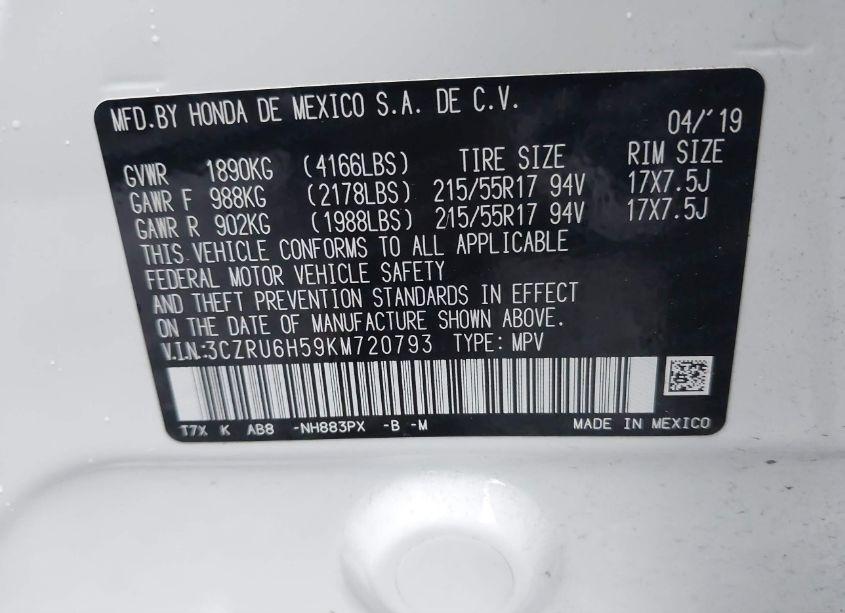 MFD.BY HONDA DE MEXICO S.A. DE C.V.
04/'19
GVWR 1890KG (4166LBS) TIRE SIZE RIM SIZE
GAWR F 988KG (2178LBS) 215/55R17 94V 17X7.5J
GAWR R 902KG (1988LBS) 215/55R17 94V 17X7.5J
THIS VEHICLE CONFORMS TO ALL APPLICABLE
FEDERAL MOTOR VEHICLE SAFETY
AND THEFT PREVENTION STANDARDS IN EFFECT
ON THE DATE OF MANUFACTURE SHOWN ABOVE.
V.I.N.:3CZRU6H59KM720793 TYPE: MPV
T7X K AB8 -NH883PX -B -M MADE IN MEXICO